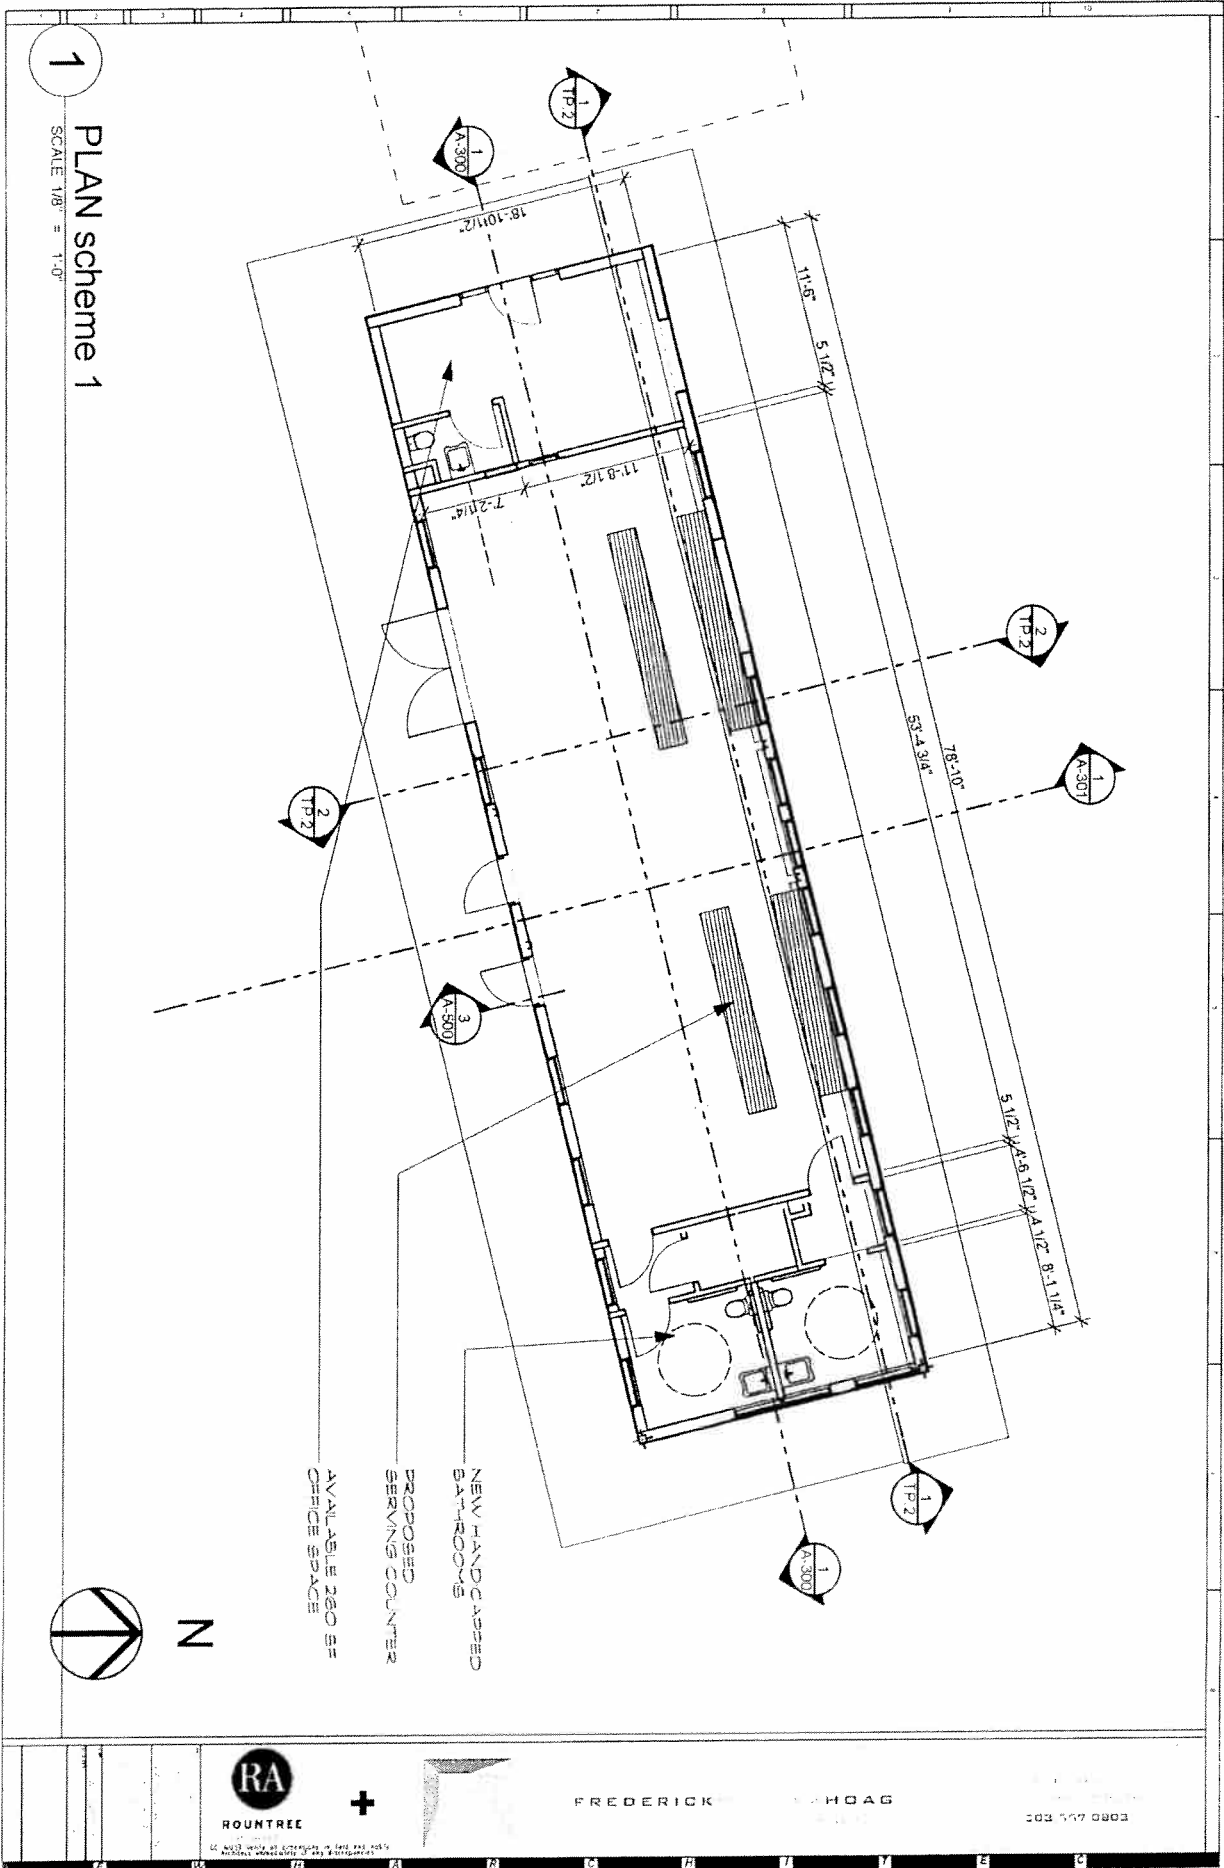 1
PLAN scheme 1
SCALE 1/8" = 1'-0"
1
TP.2
1
A-300
18'-10 1/2"
11'-6"
5 1/2"
11'-8 1/2"
7'-2 1/4"
2
TP.2
1
A-301
78'-10"
53'-4 3/4"
2
TP.2
3
A-500
5 1/2"
4'-6 1/2"
4 1/2"
8'-1 1/4"
1
TP.2
1
A-300
NEW HANDICAPPED
BATHROOMS
PROPOSED
SERVING COUNTER
AVAILABLE 260 SF
OFFICE SPACE
N
RA
ROUNTREE
+
FREDERICK
HOAG
203 557 0803